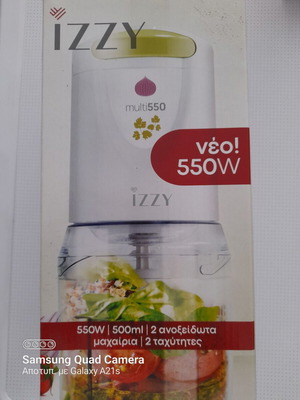 IZZY
multi550
νέο!
550W
IZZY
550W | 500ml | 2 ανοξείδωτα
μαχαίρια | 2 ταχύτητες
Samsung Quad Camera
Αποτυπ. με Galaxy A21s